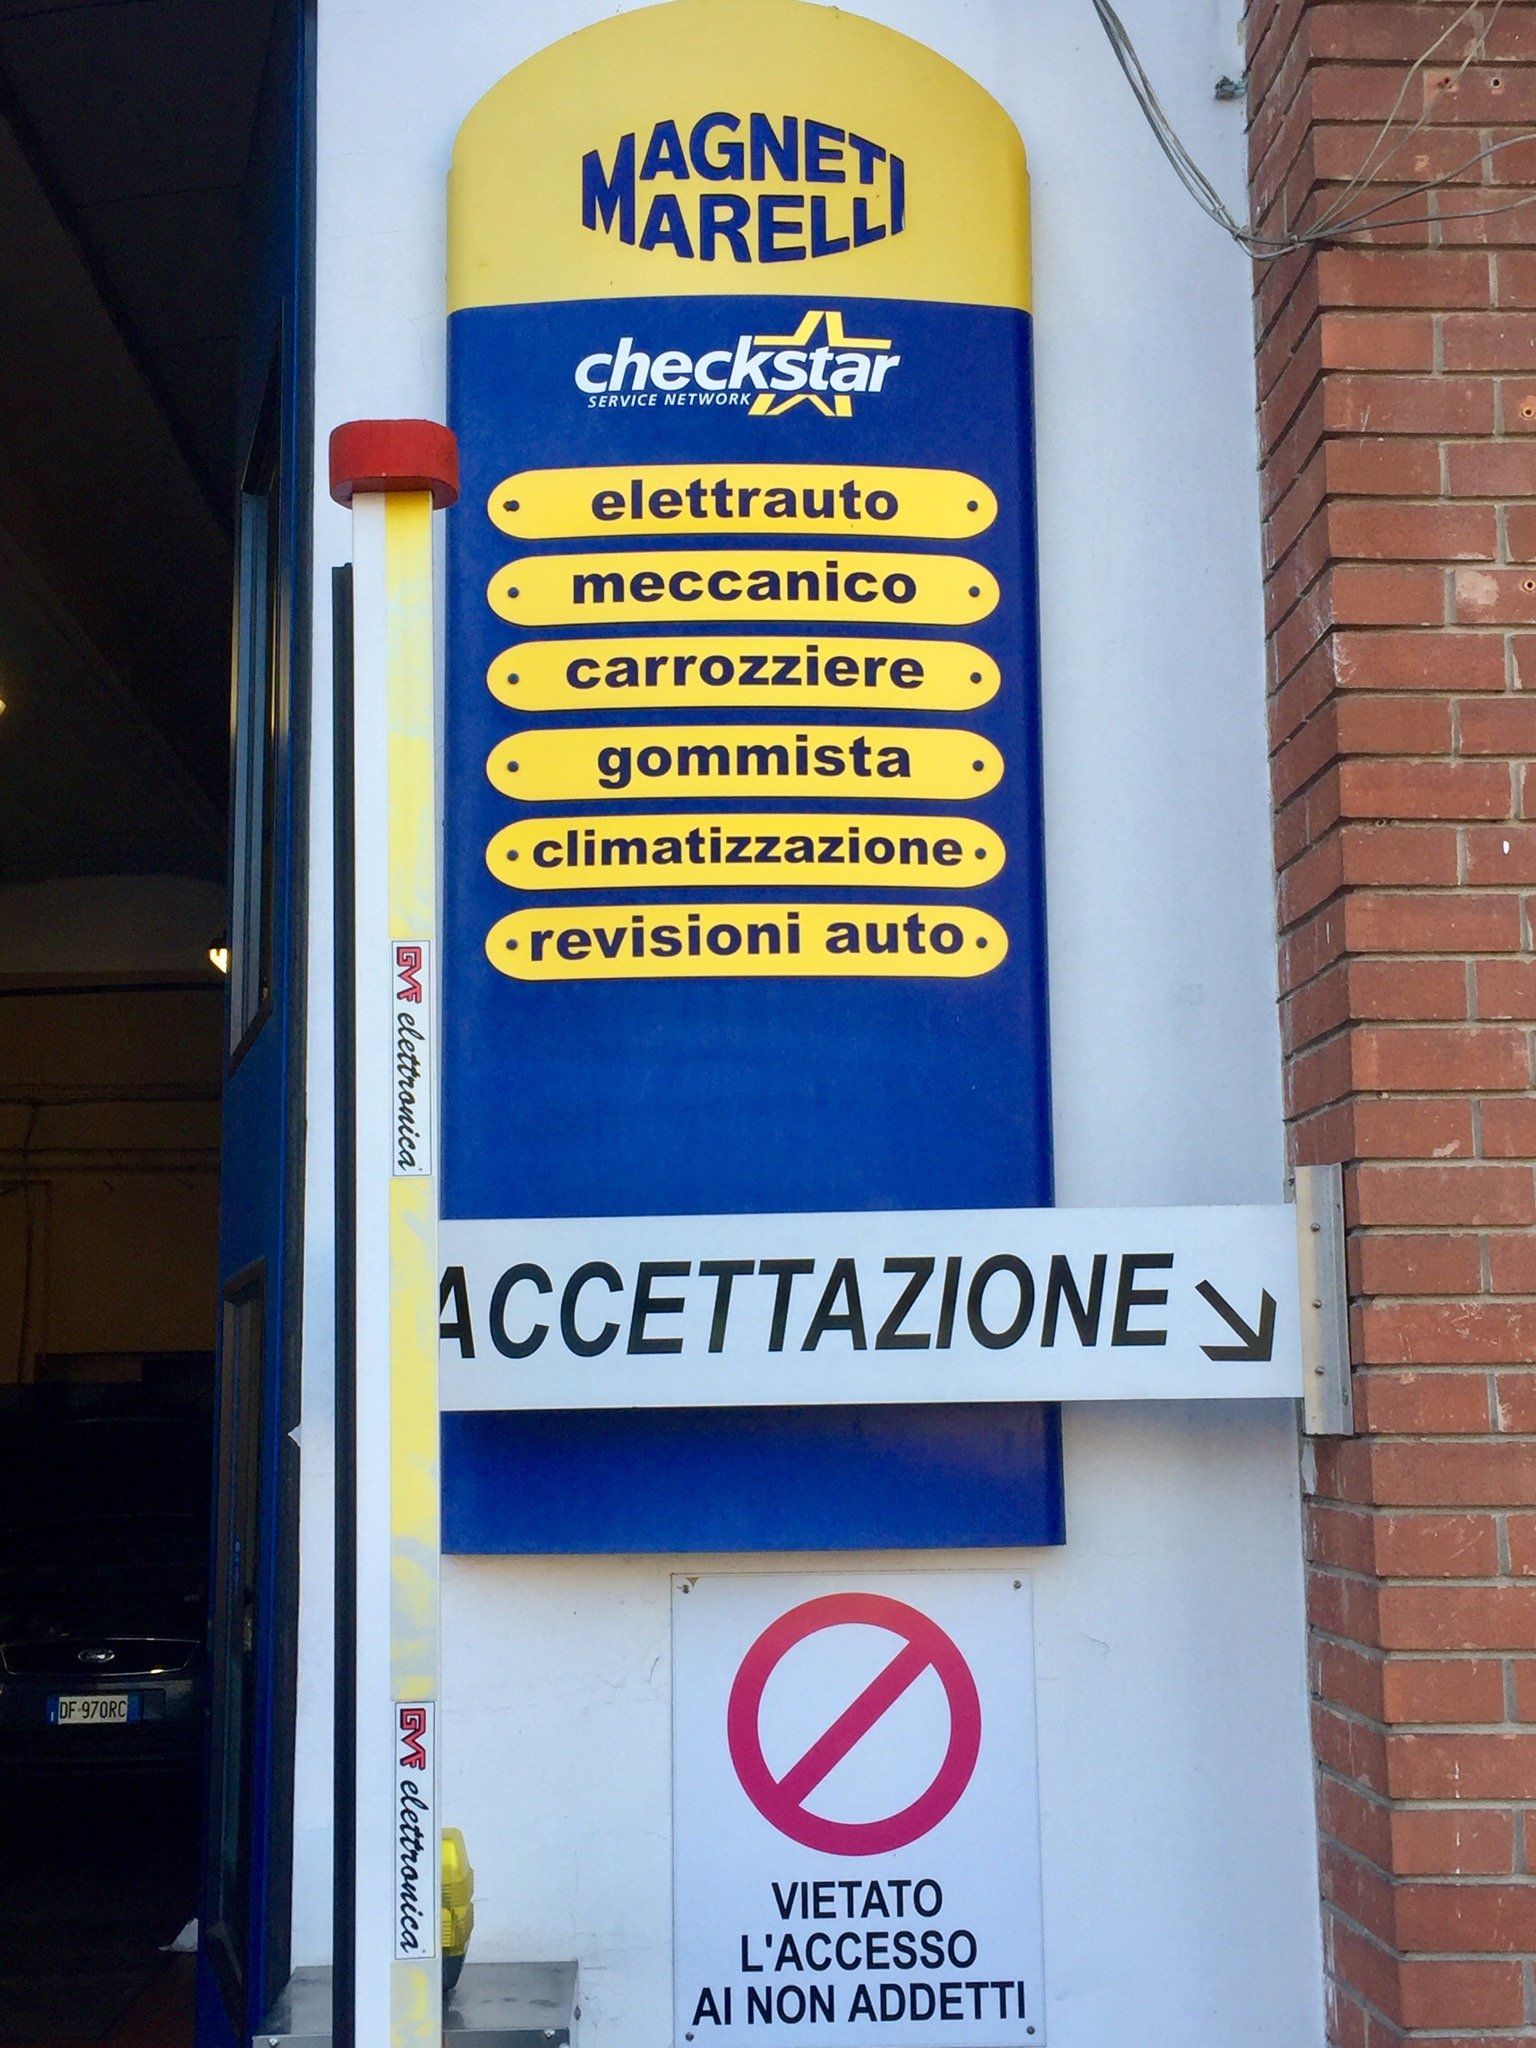 MAGNETI
MARELLI
checkstar
SERVICE NETWORK
elettrauto
meccanico
carrozziere
gommista
climatizzazione
revisioni auto
GMF elettronica
ACCETTAZIONE
Ford
DF 970RC
GMF elettronica
VIETATO
L'ACCESSO
AI NON ADDETTI